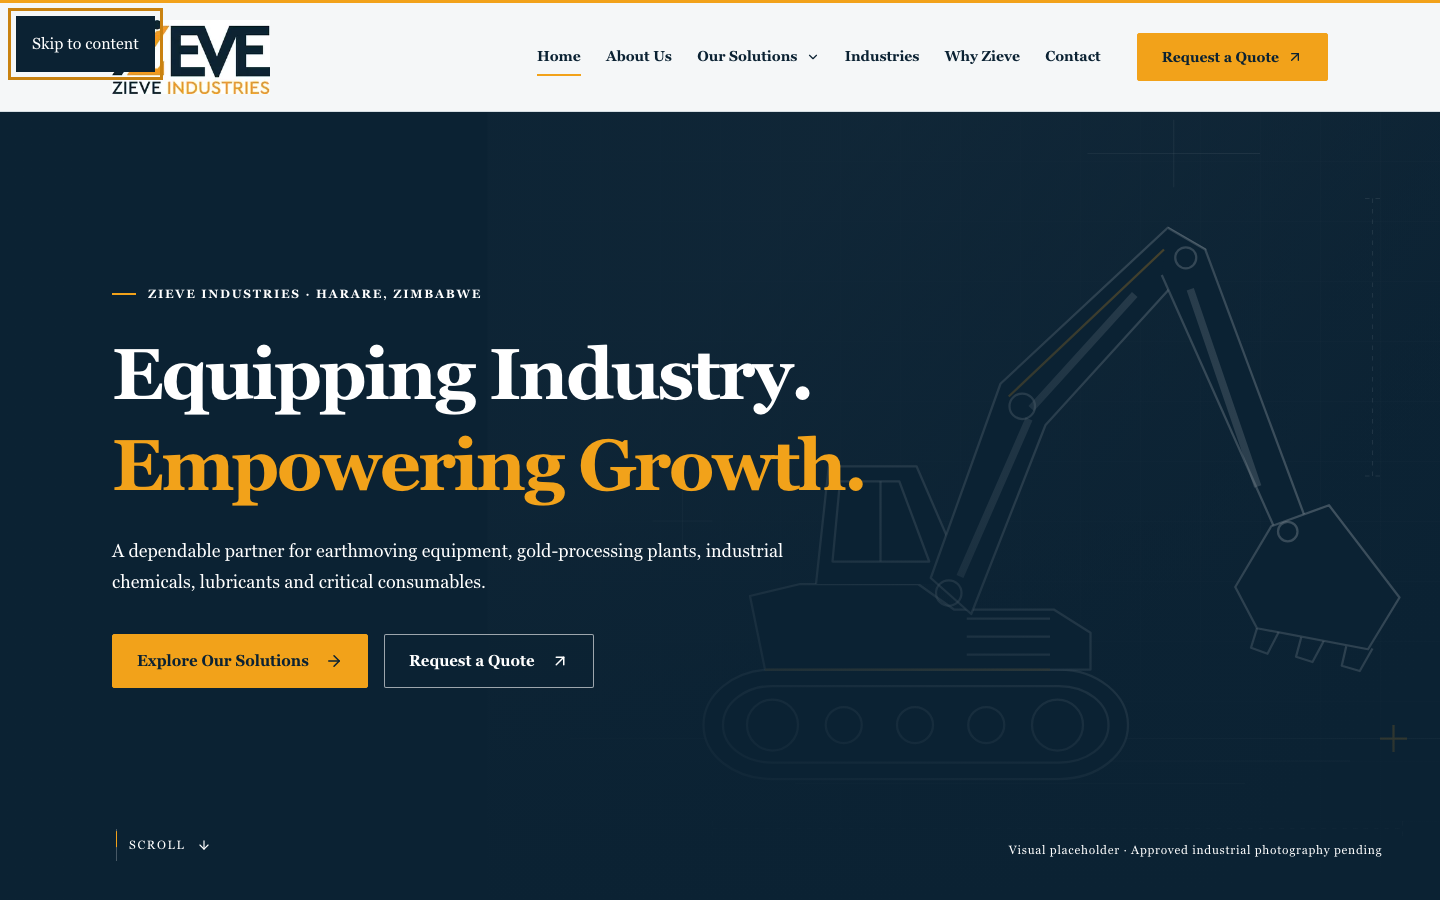 Skip to content
ZIEVE
ZIEVE INDUSTRIES
Home
About Us
Our Solutions
Industries
Why Zieve
Contact
Request a Quote
ZIEVE INDUSTRIES · HARARE, ZIMBABWE
Equipping Industry.
Empowering Growth.
A dependable partner for earthmoving equipment, gold-processing plants, industrial
chemicals, lubricants and critical consumables.
Explore Our Solutions
Request a Quote
SCROLL
Visual placeholder · Approved industrial photography pending